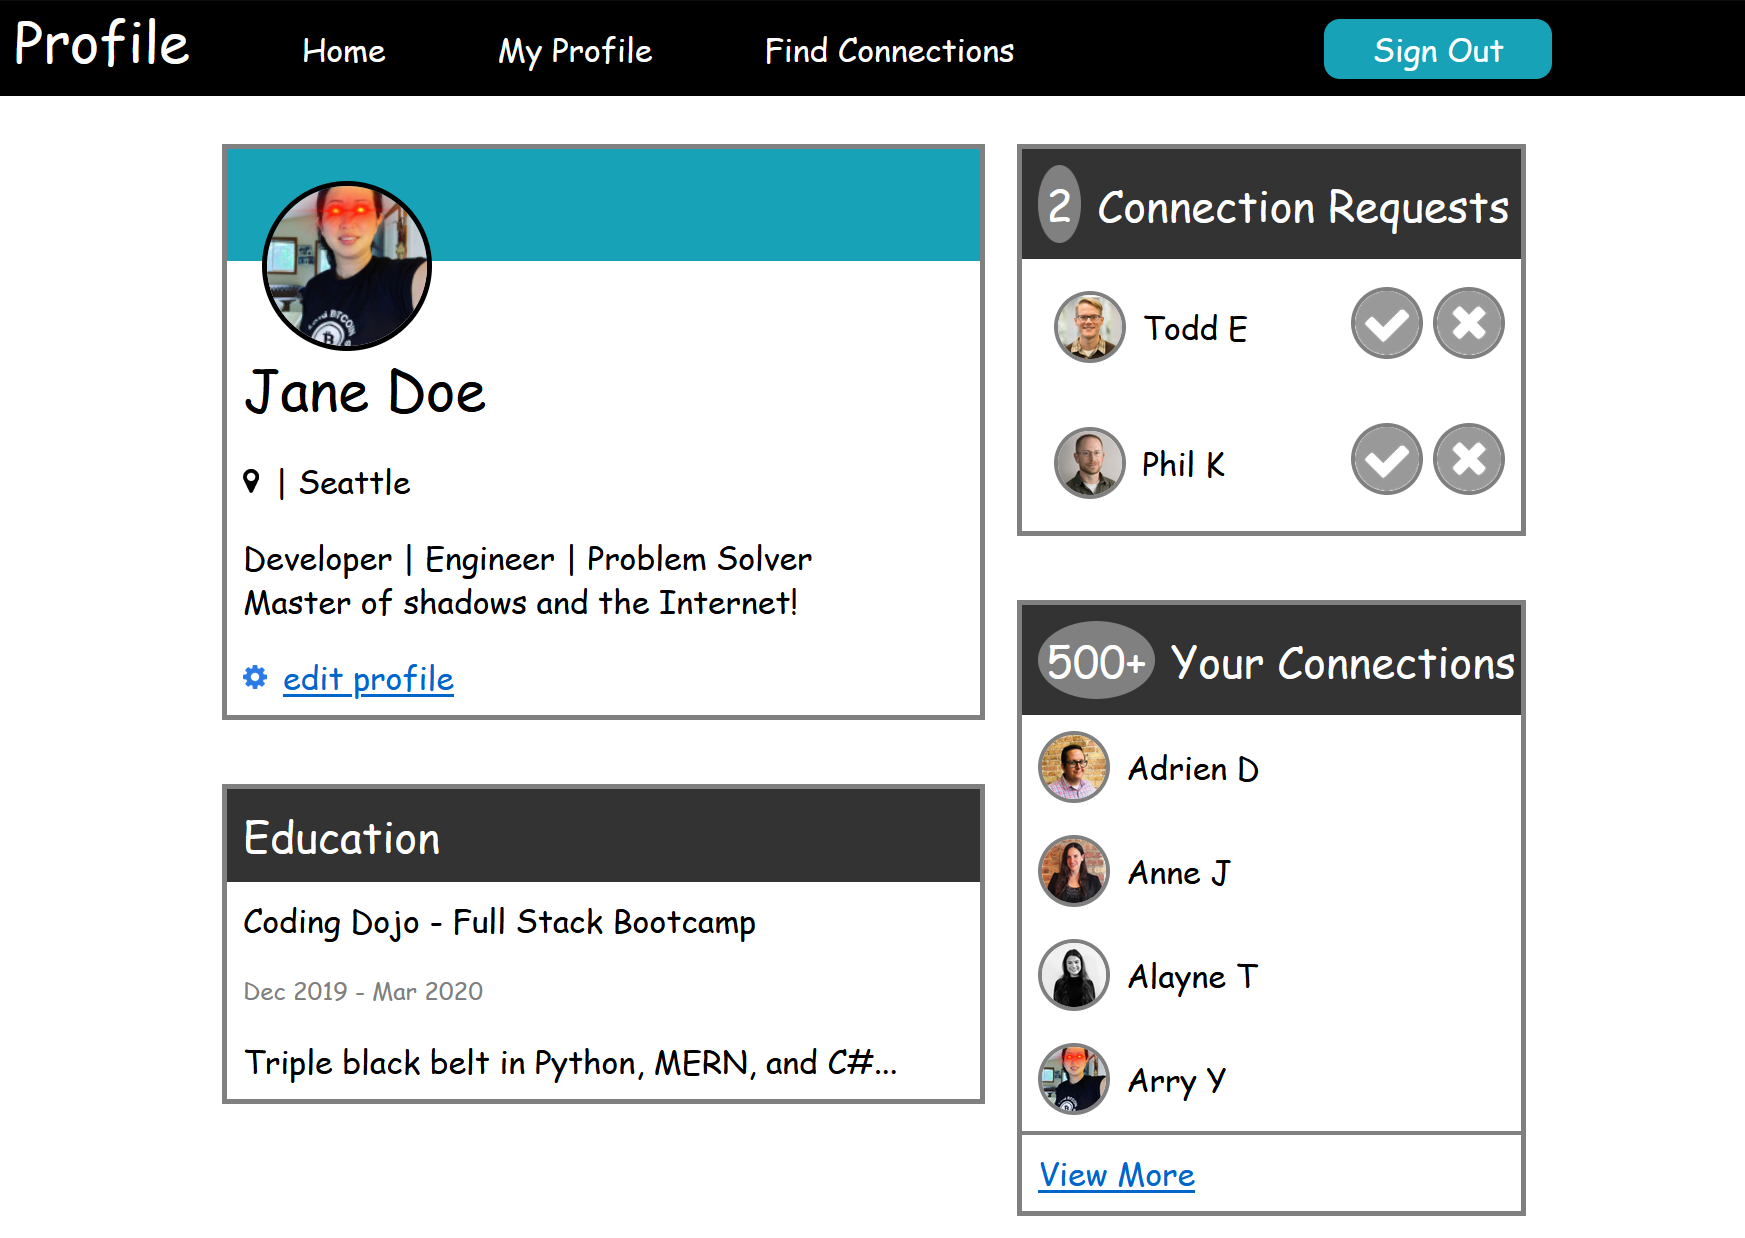 Profile
Home
My Profile
Find Connections
Sign Out
Jane Doe
| Seattle
Developer | Engineer | Problem Solver
Master of shadows and the Internet!
edit profile
Education
Coding Dojo - Full Stack Bootcamp
Dec 2019 - Mar 2020
Triple black belt in Python, MERN, and C#...
2 Connection Requests
Todd E
Phil K
500+ Your Connections
Adrien D
Anne J
Alayne T
Arry Y
View More
BITCOIN
B